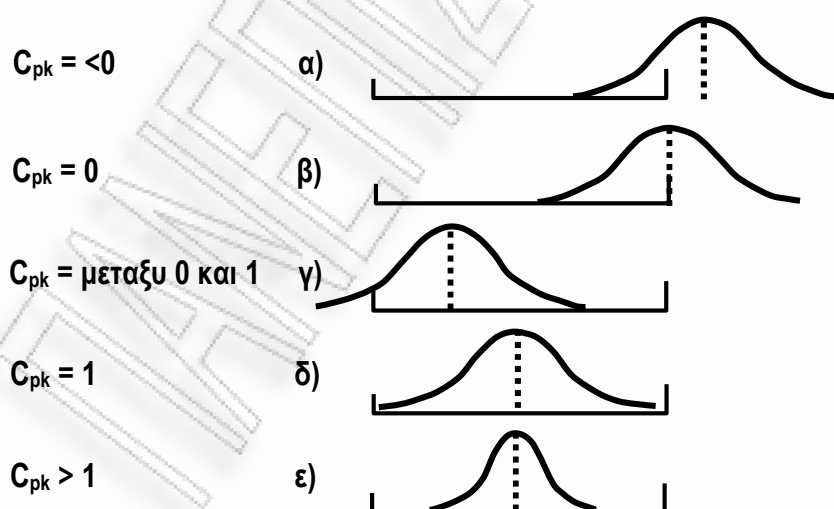 Cpk = <0 α)
Cpk = 0 β)
Cpk = μεταξυ 0 και 1 γ)
Cpk = 1 δ)
Cpk > 1 ε)